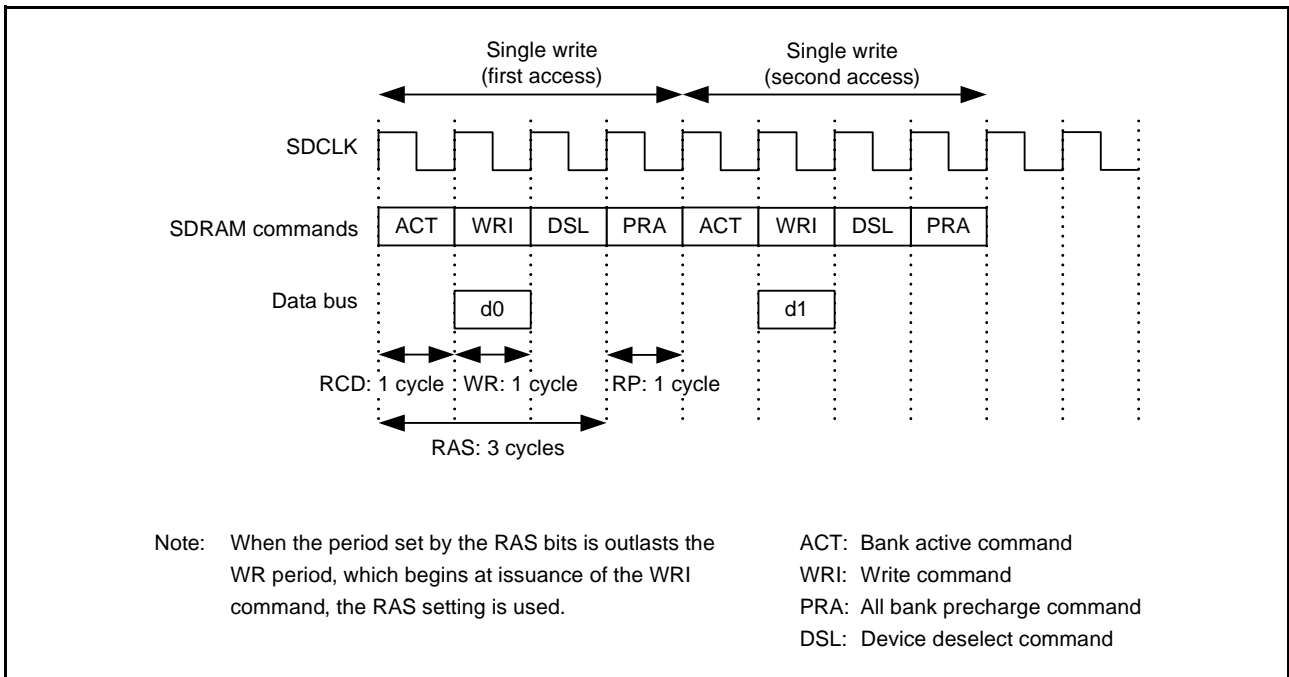 Single write
(first access)
Single write
(second access)
SDCLK
SDRAM commands
ACT WRI DSL PRA ACT WRI DSL PRA
Data bus
d0 d1
RCD: 1 cycle WR: 1 cycle RP: 1 cycle
RAS: 3 cycles
Note: When the period set by the RAS bits is outlasts the
WR period, which begins at issuance of the WRI
command, the RAS setting is used.
ACT: Bank active command
WRI: Write command
PRA: All bank precharge command
DSL: Device deselect command